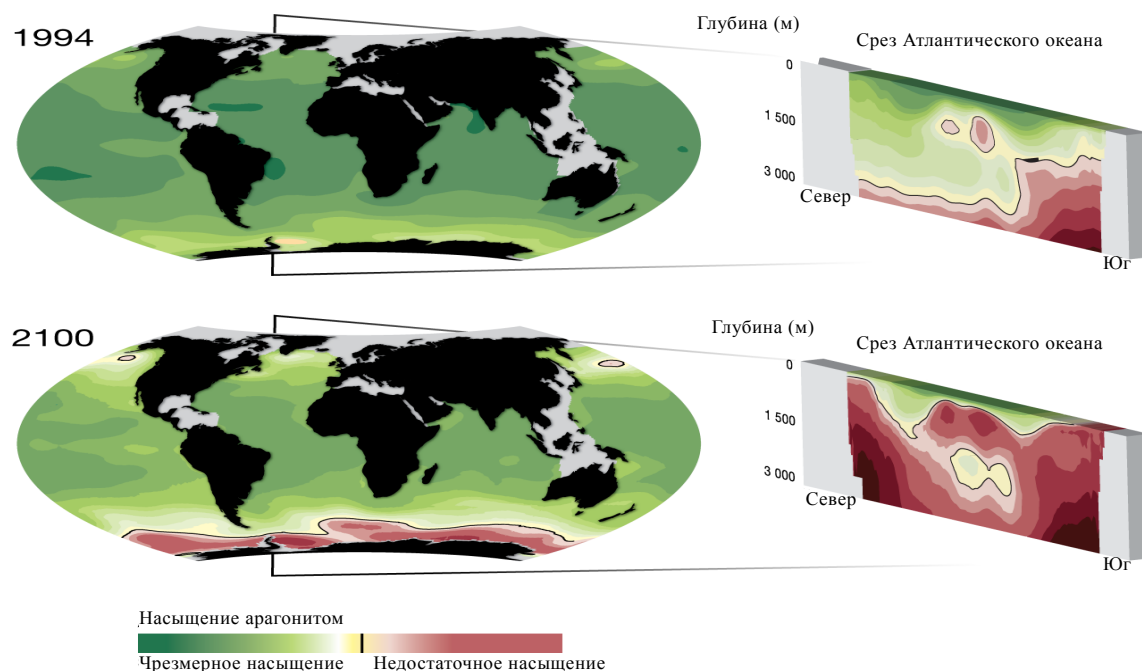 1994
Глубина (м)
Срез Атлантического океана
0
1 500
3 000
Север
Юг
2100
Глубина (м)
Срез Атлантического океана
0
1 500
3 000
Север
Юг
Насыщение арагонитом
Чрезмерное насыщение
Недостаточное насыщение